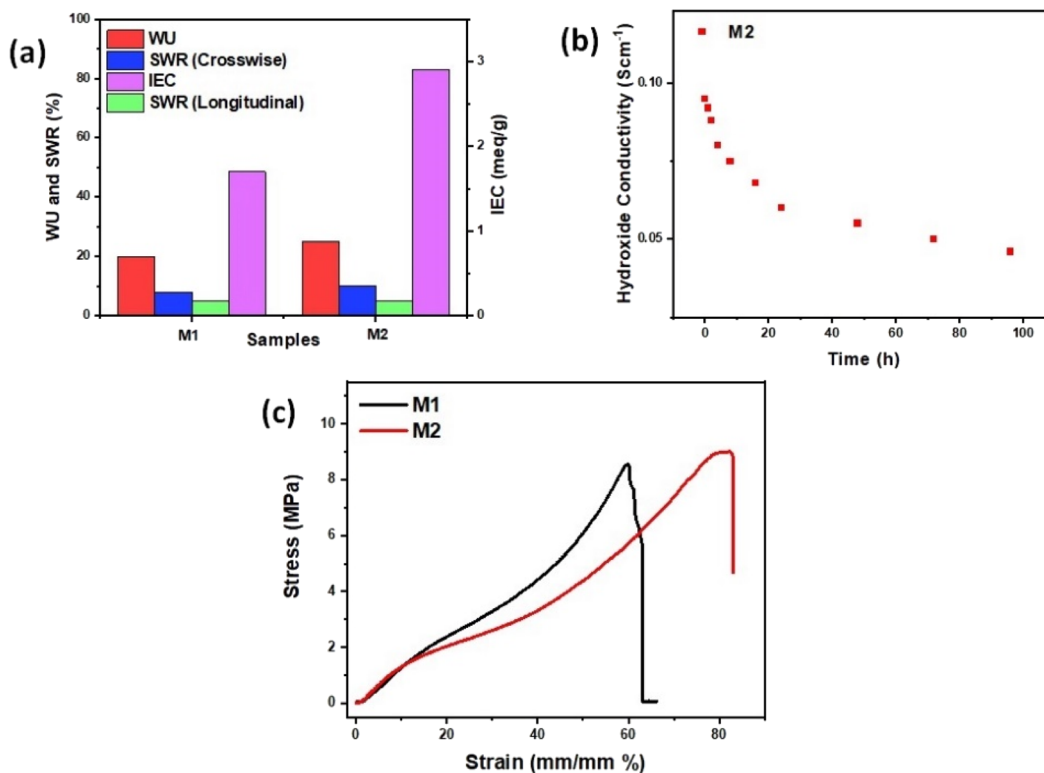 (a)
WU
SWR (Crosswise)
IEC
SWR (Longitudinal)
WU and SWR (%)
100
80
60
40
20
0
3
2
1
0
IEC (meq/g)
M1
M2
Samples
(b)
M2
Hydroxide Conductivity (Scm⁻¹)
0.10
0.05
0
20
40
60
80
100
Time (h)
(c)
M1
M2
Stress (MPa)
10
8
6
4
2
0
0
20
40
60
80
Strain (mm/mm %)